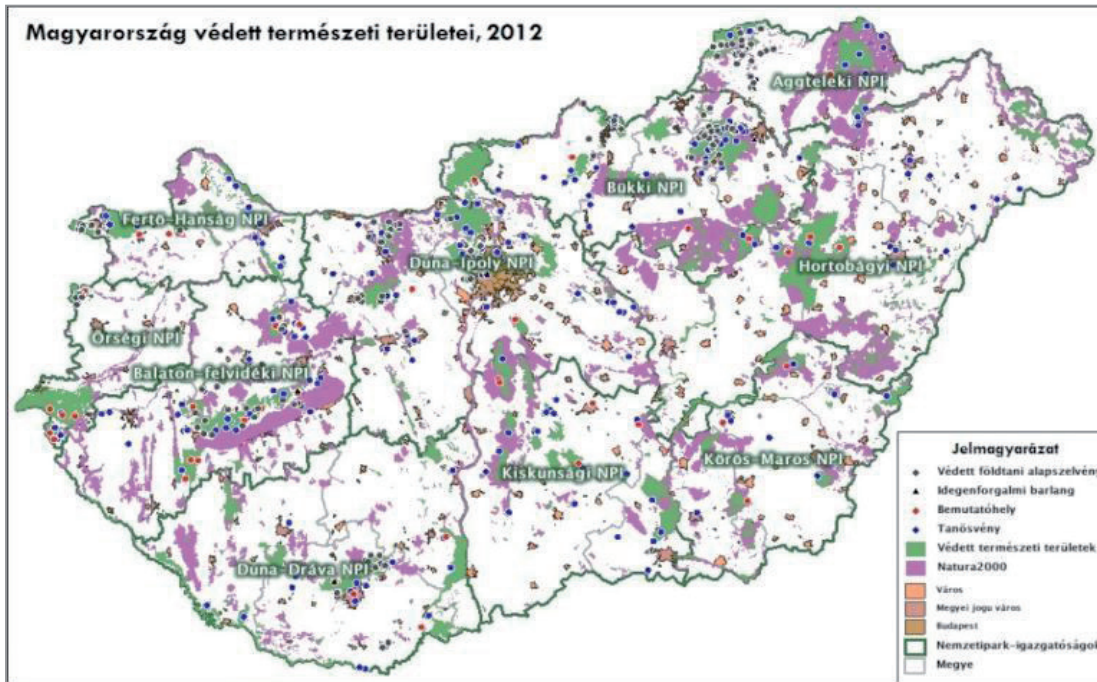 Magyarország védett természeti területei, 2012
Aggteleki NPI
Bükki NPI
Fertő-Hanság NPI
Duna-Ipoly NPI
Hortobágyi NPI
Őrségi NPI
Balaton-felvidéki NPI
Kiskunsági NPI
Körös-Maros NPI
Duna-Dráva NPI
Jelmagyarázat
Védett földtani alapszelvény
Idegenforgalmi barlang
Bemutatóhely
Tanösvény
Védett természeti területek
Natura2000
Város
Megyei jogu város
Budapest
Nemzetipark-igazgatóságok
Megye